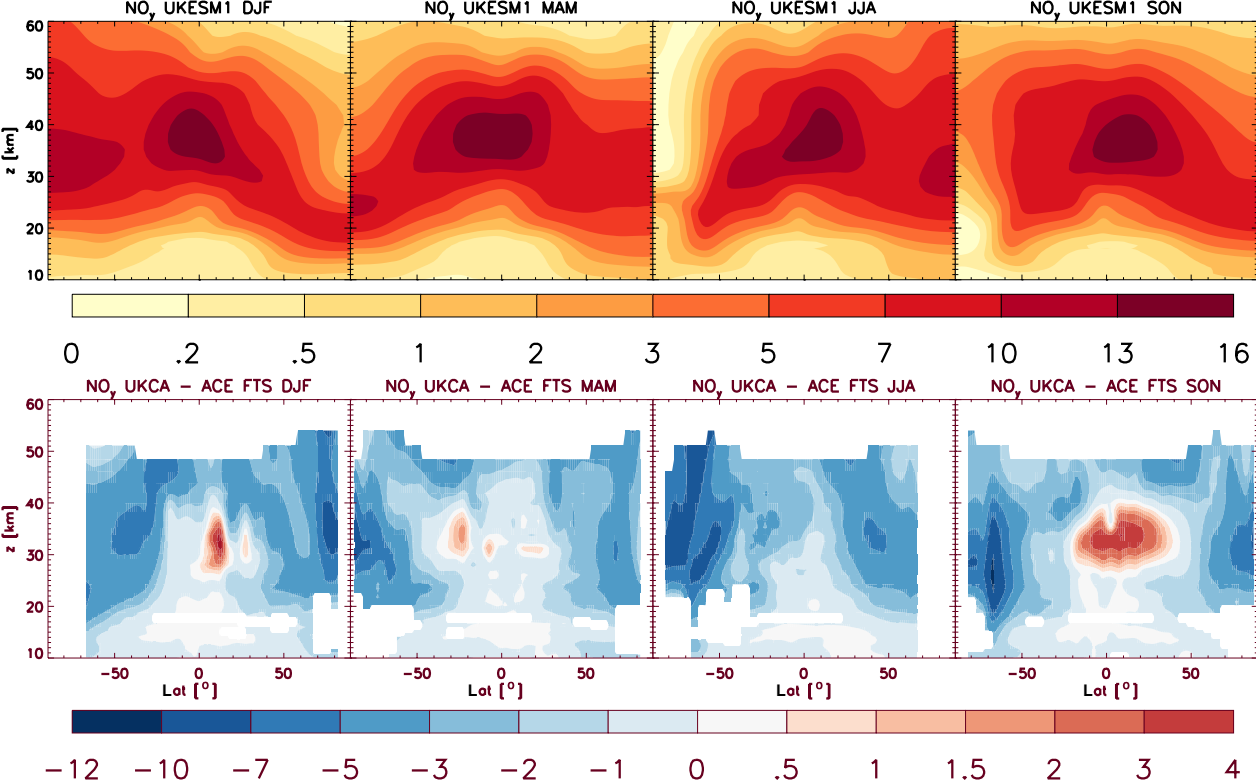 NOy UKESM1 DJF NOy UKESM1 MAM NOy UKESM1 JJA NOy UKESM1 SON
60
50
40
30
20
10
z [km]
0 .2 .5 1 2 3 5 7 10 13 16
NOy UKCA − ACE FTS DJF NOy UKCA − ACE FTS MAM NOy UKCA − ACE FTS JJA NOy UKCA − ACE FTS SON
60
50
40
30
20
10
z [km]
−50 0 50 −50 0 50 −50 0 50 −50 0 50
Lat [°] Lat [°] Lat [°] Lat [°]
−12 −10 −7 −5 −3 −2 −1 0 .5 1 1.5 2 3 4